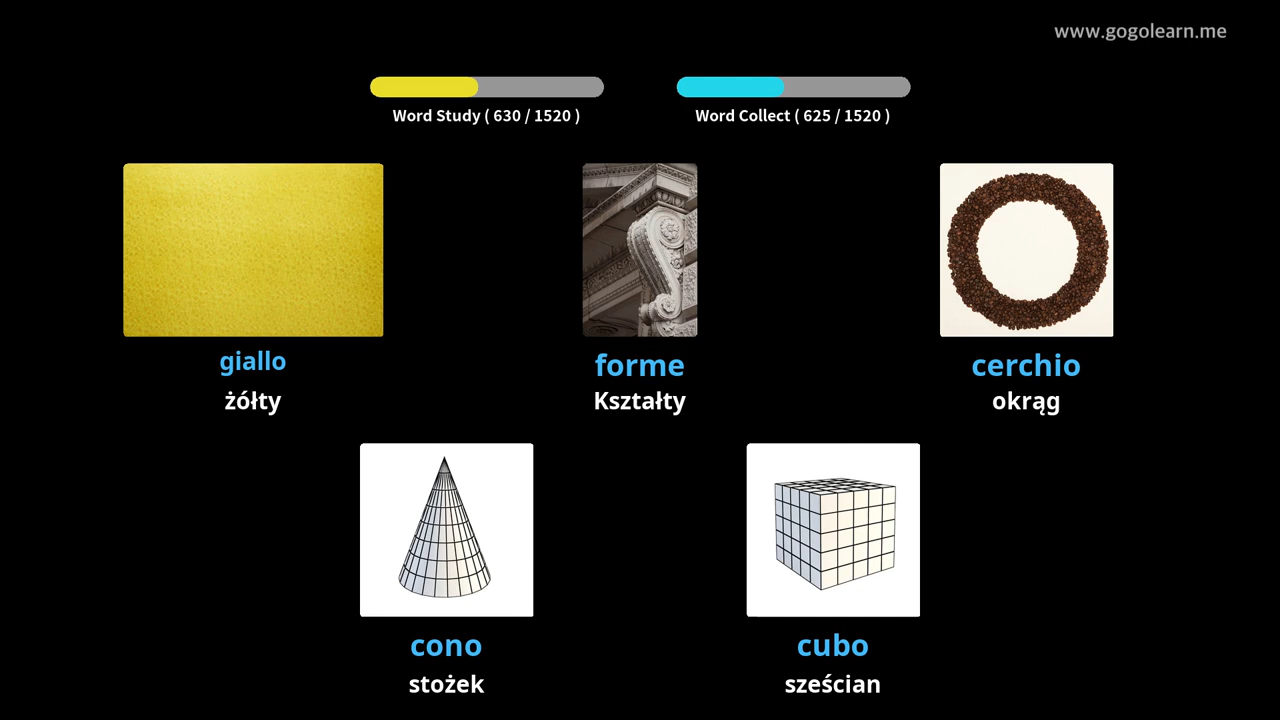 www.gogolearn.me
Word Study ( 630 / 1520 )
Word Collect ( 625 / 1520 )
giallo
żółty
forme
Kształty
cerchio
okrąg
cono
stożek
cubo
sześcian